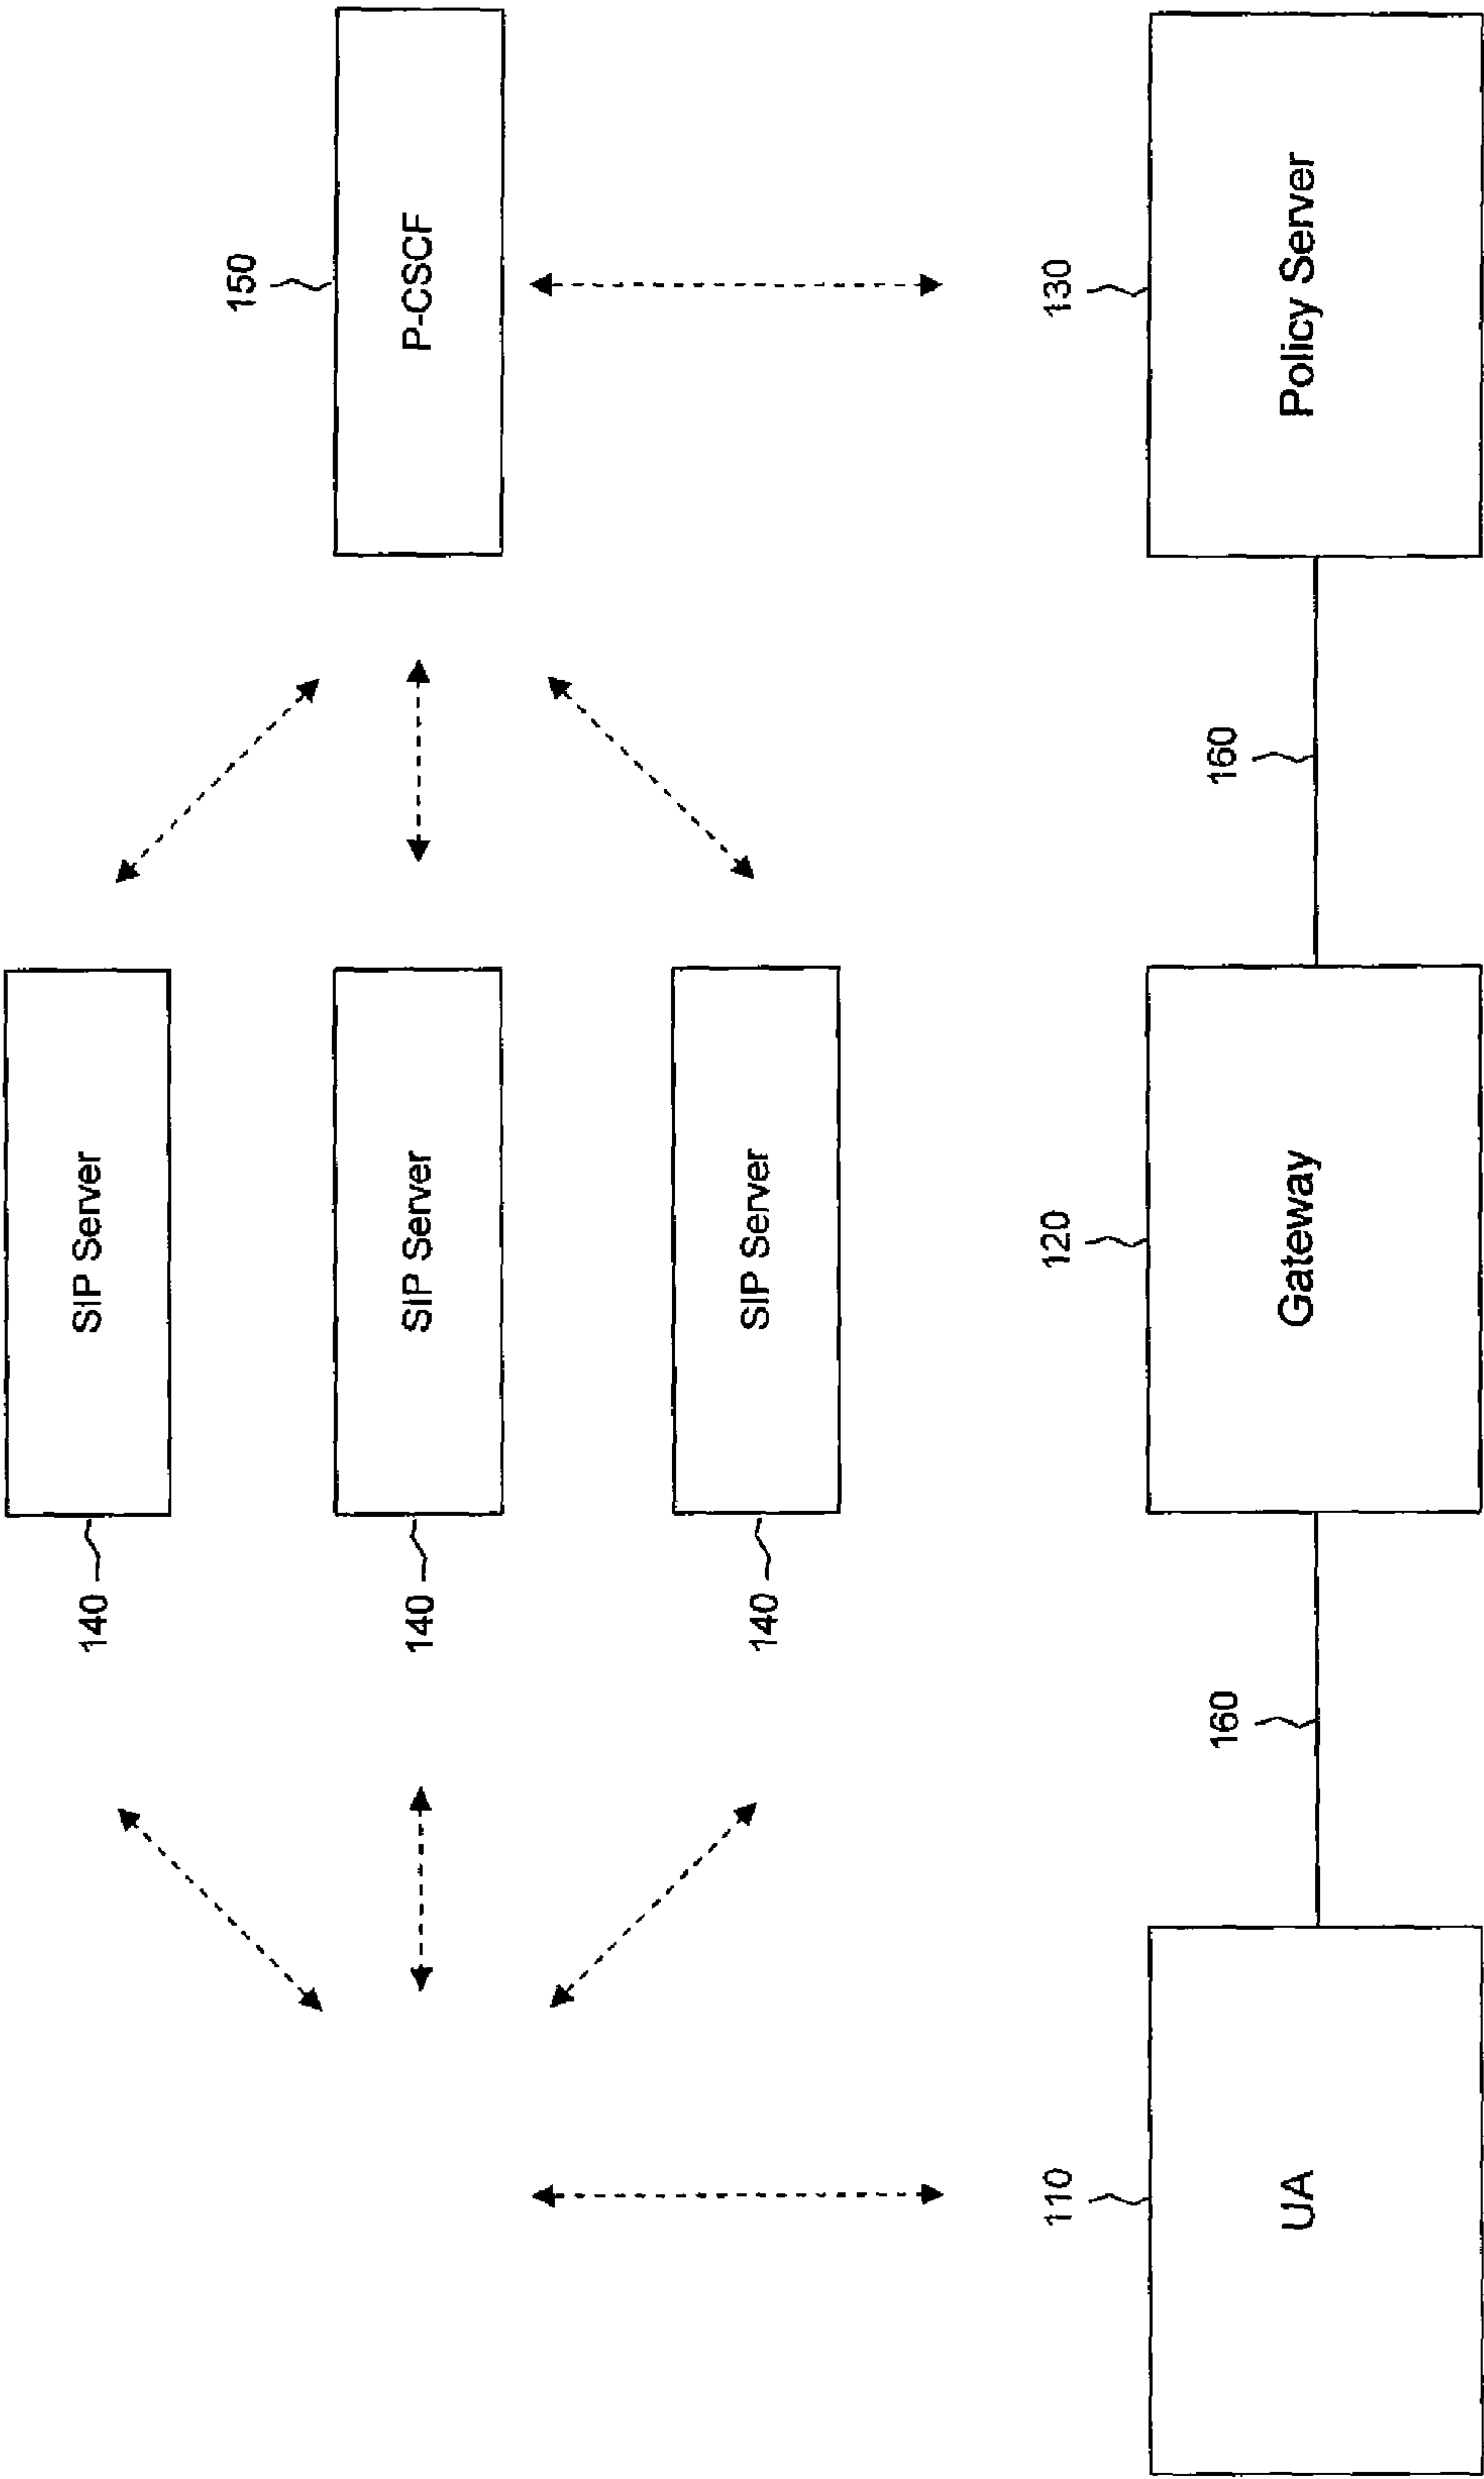 140
SIP Server
150
140
SIP Server
P-CSCF
140
SIP Server
110
120
130
160
160
UA
Gateway
Policy Server